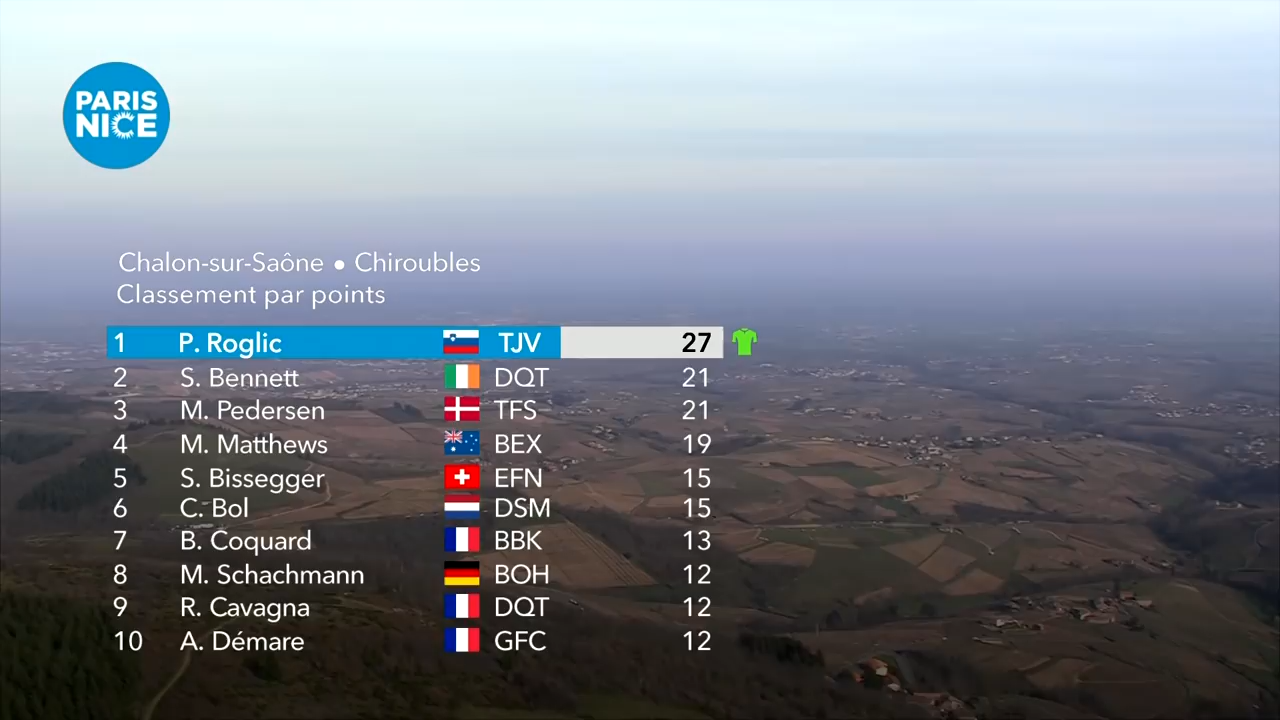 PARIS
NICE
Chalon-sur-Saône • Chiroubles
Classement par points
1 P. Roglic TJV 27
2 S. Bennett DQT 21
3 M. Pedersen TFS 21
4 M. Matthews BEX 19
5 S. Bissegger EFN 15
6 C. Bol DSM 15
7 B. Coquard BBK 13
8 M. Schachmann BOH 12
9 R. Cavagna DQT 12
10 A. Démare GFC 12